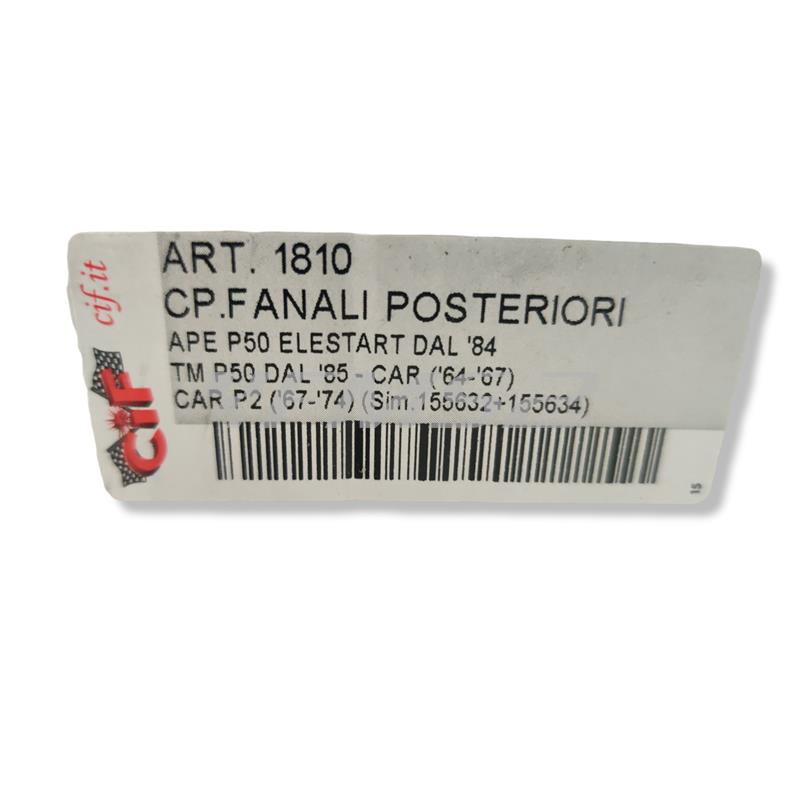 cif.it
CIF
ART. 1810
CP.FANALI POSTERIORI
APE P50 ELESTART DAL '84
TM P50 DAL '85 - CAR ('64-'67)
CAR P2 ('67-'74) (Sim.155632+155634)
15